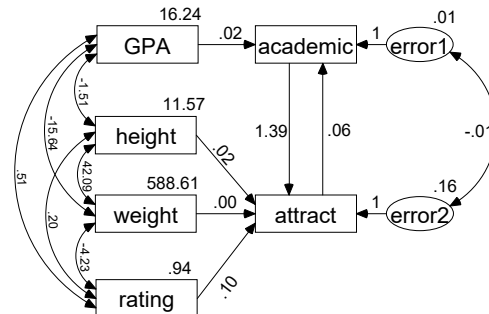 16.24
.01
GPA
.02
academic
1
error1
-1.51
11.57
height
-15.64
.02
1.39
.06
-.01
.51
42.09
588.61
.16
.20
weight
.00
attract
1
error2
-4.23
.94
.10
rating